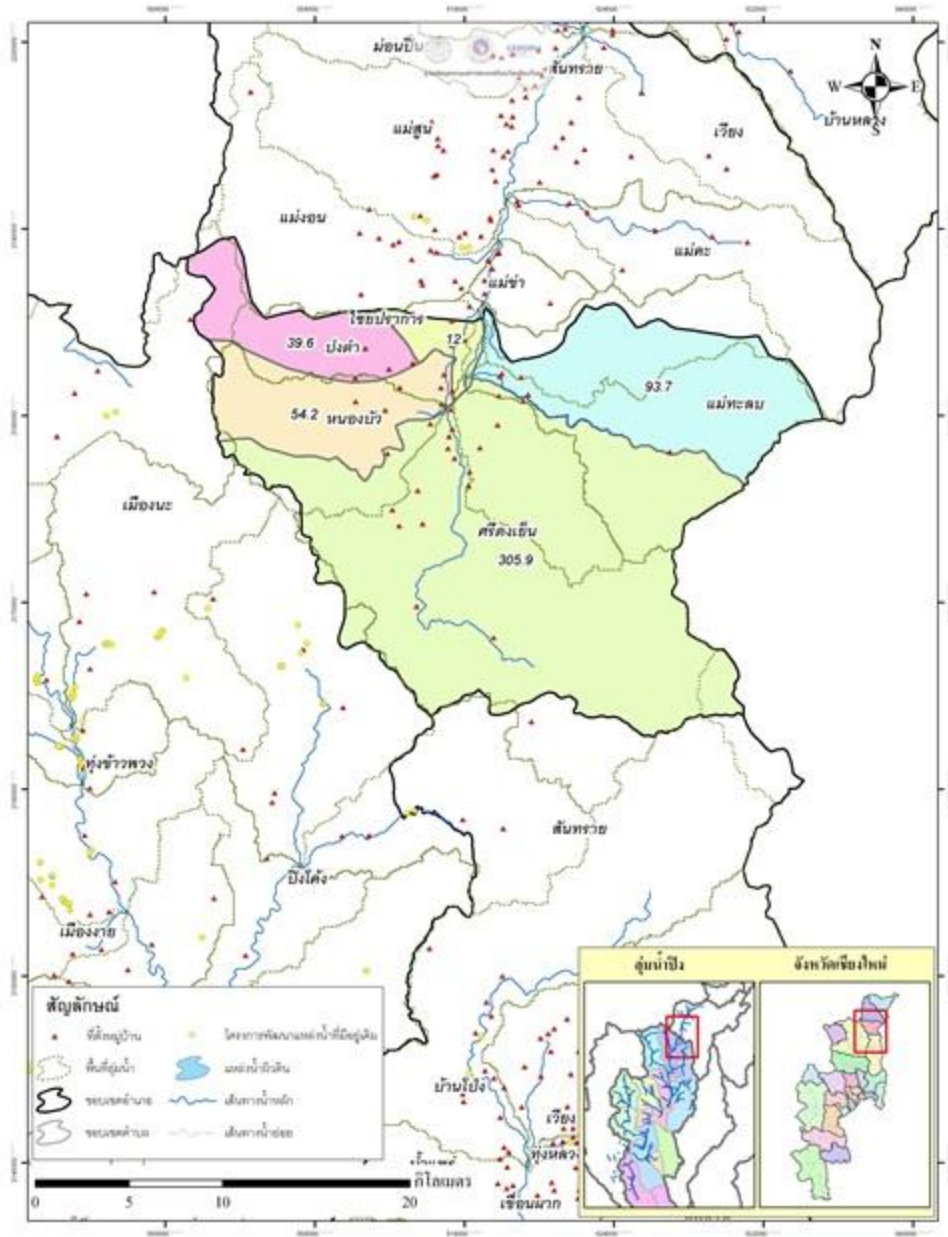 ม่อนปิ่น
สันทราย
N
W E
S
แม่สูน
เวียง
บ้านหลวง
แม่งอน
แม่คะ
แม่ข่า
ไชยปราการ
39.6 ปงตำ
12
93.7
แม่ทะลบ
54.2 หนองบัว
เมืองนะ
ศรีดงเย็น
305.9
ทุ่งข้าวพวง
สันทราย
ปิงโค้ง
เมืองงาย
บ้านโป่ง
เวียง
ทุ่งหลวง
เขื่อนผาก
สัญลักษณ์
ที่ตั้งหมู่บ้าน
โครงการพัฒนาแหล่งน้ำที่มีอยู่เดิม
พื้นที่ลุ่มน้ำ
แหล่งน้ำผิวดิน
ขอบเขตอำเภอ
เส้นทางน้ำหลัก
ขอบเขตตำบล
เส้นทางน้ำย่อย
0 5 10 20
กิโลเมตร
ลุ่มน้ำปิง
จังหวัดเชียงใหม่